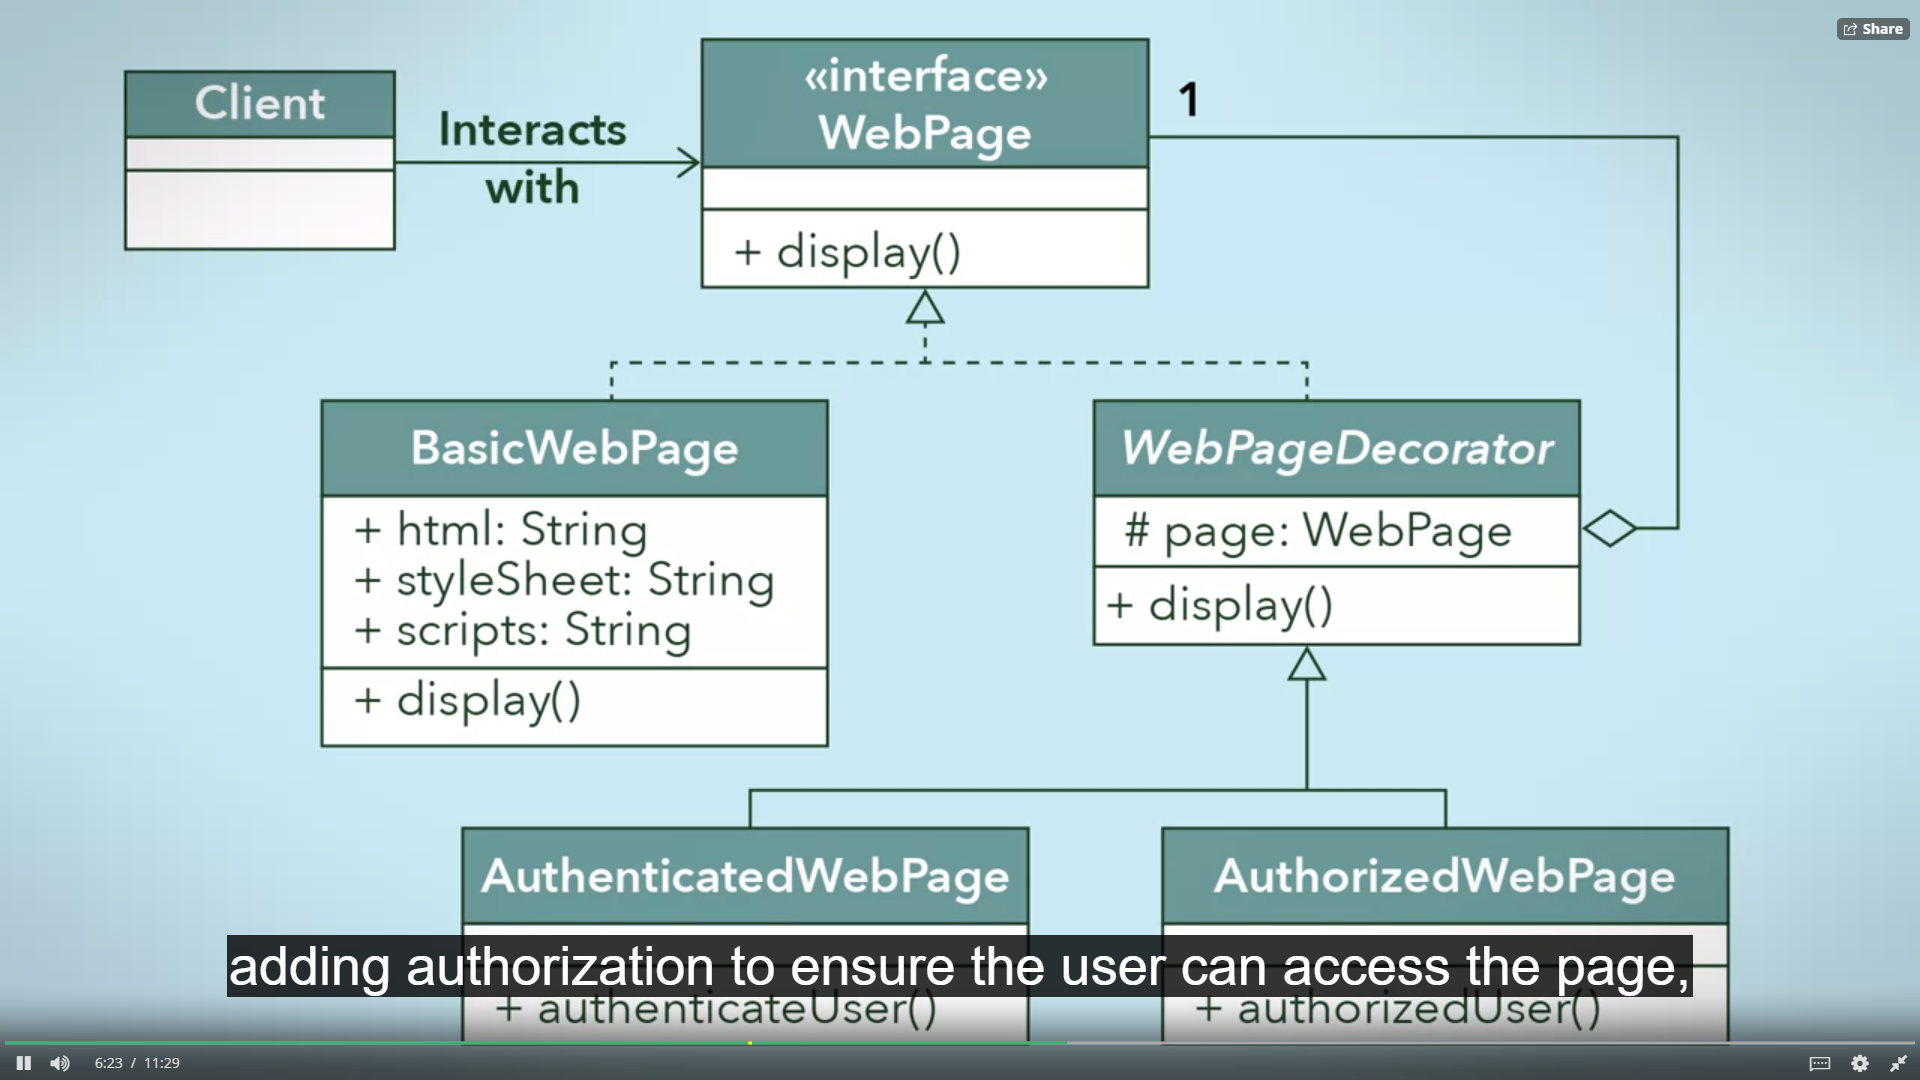 Share
«interface»
WebPage
1
Client
Interacts
with
+ display()
BasicWebPage
WebPageDecorator
+ html: String
+ styleSheet: String
+ scripts: String
# page: WebPage
+ display()
+ display()
AuthenticatedWebPage
AuthorizedWebPage
adding authorization to ensure the user can access the page,
+ authenticateUser()
+ authorizedUser()
6:23 / 11:29